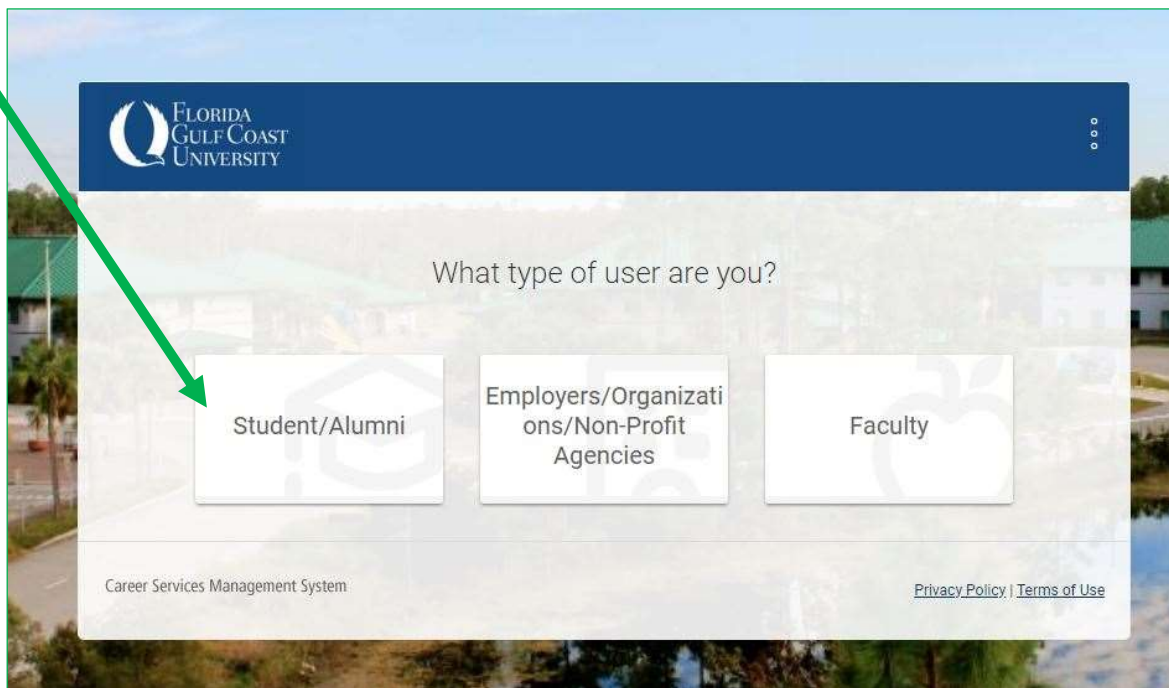 FLORIDA
GULF COAST
UNIVERSITY
What type of user are you?
Student/Alumni
Employers/Organizati
ons/Non-Profit
Agencies
Faculty
Career Services Management System
Privacy Policy | Terms of Use